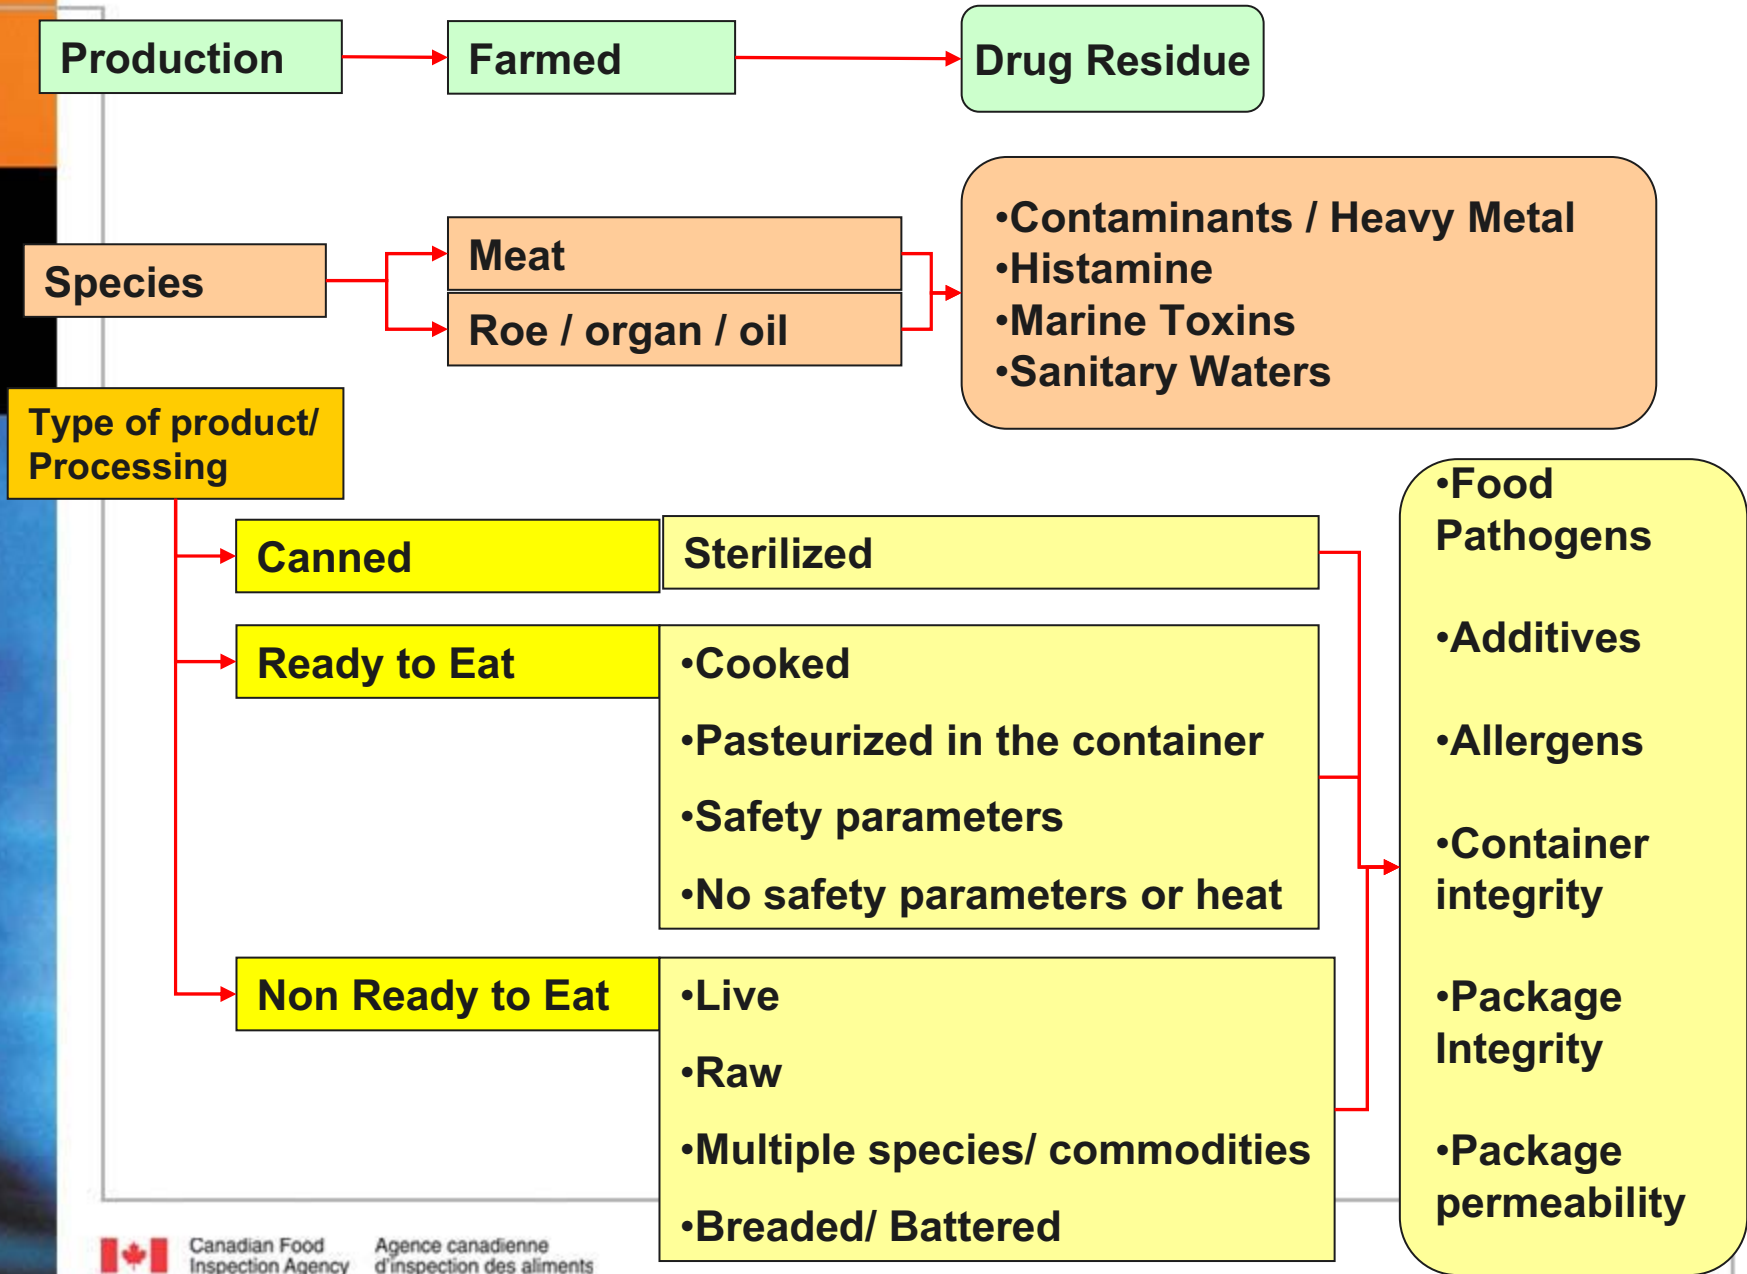 Production
Farmed
Drug Residue
Species
Meat
Roe / organ / oil
•Contaminants / Heavy Metal
•Histamine
•Marine Toxins
•Sanitary Waters
Type of product/
Processing
Canned
Sterilized
Ready to Eat
•Cooked
•Pasteurized in the container
•Safety parameters
•No safety parameters or heat
Non Ready to Eat
•Live
•Raw
•Multiple species/ commodities
•Breaded/ Battered
•Food
Pathogens
•Additives
•Allergens
•Container
integrity
•Package
Integrity
•Package
permeability
Canadian Food
Inspection Agency
Agence canadienne
d'inspection des aliments